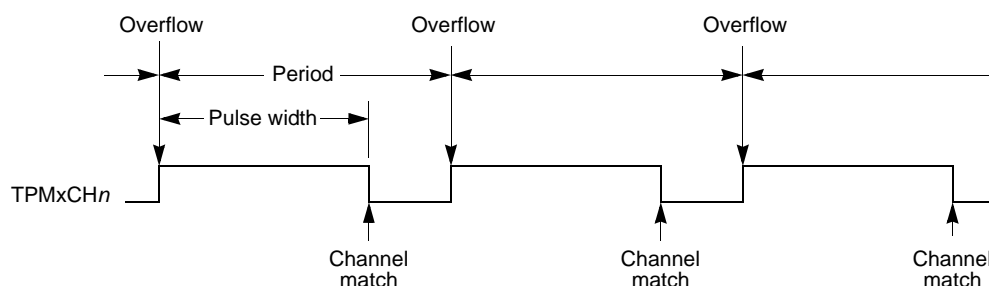 Overflow
Overflow
Overflow
Period
Pulse width
TPMxCHn
Channel
match
Channel
match
Channel
match